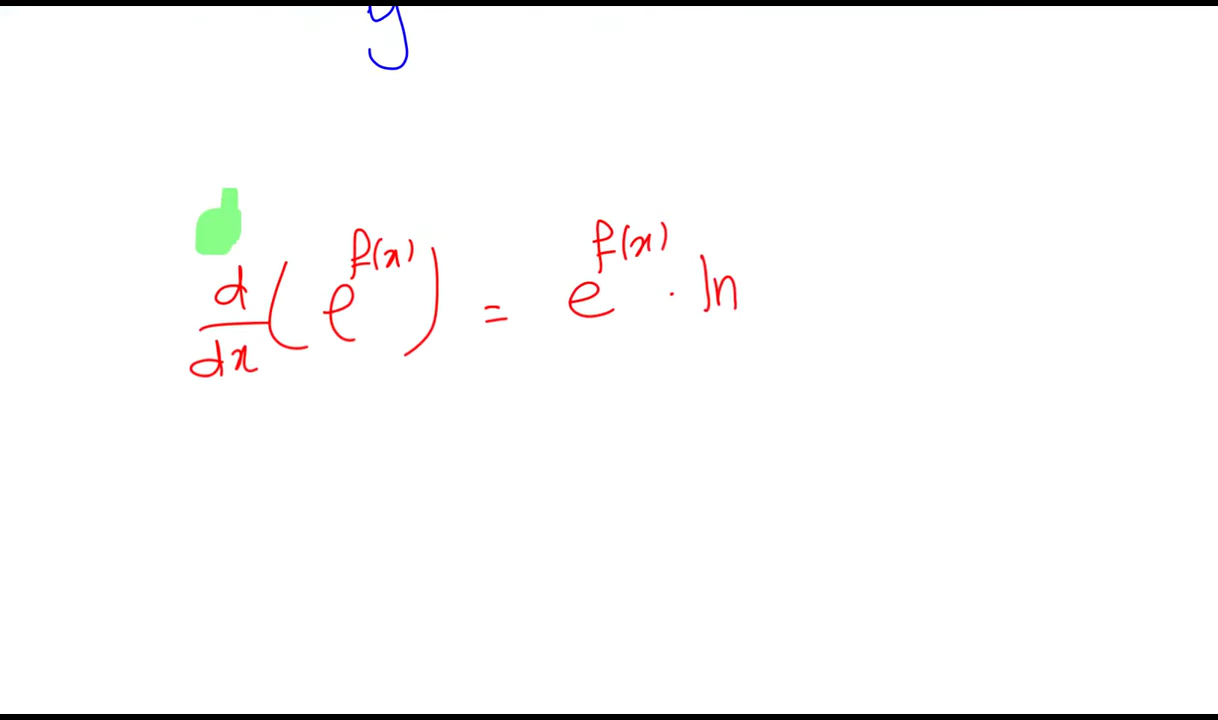 y
d/dx (e^f(x)) = e^f(x) · ln